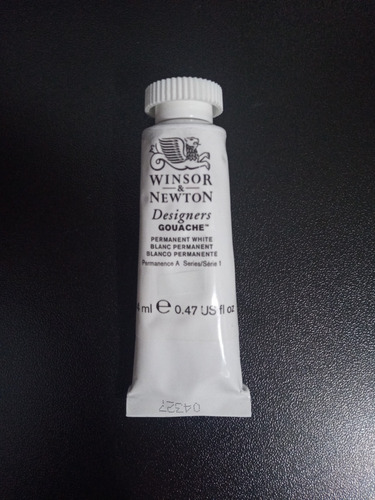 WINSOR
&
NEWTON
Designers
GOUACHE™
PERMANENT WHITE
BLANC PERMANENT
BLANCO PERMANENTE
Permanence A Series/Série 1
4 ml ℮ 0.47 US fl oz
04327